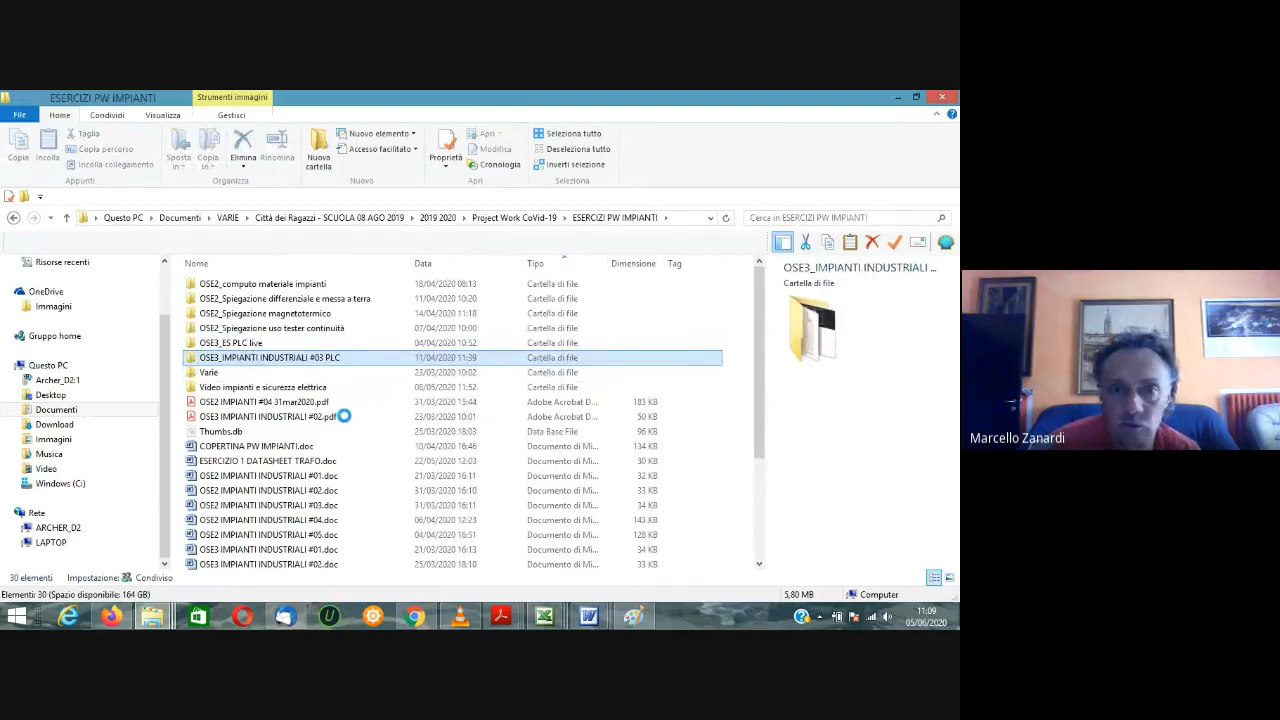 ESERCIZI PW IMPIANTI
Strumenti immagini
File
Home
Condividi
Visualizza
Gestisci
Copia
Incolla
Taglia
Copia percorso
Incolla collegamento
Appunti
Sposta in
Copia in
Elimina
Rinomina
Organizza
Nuova cartella
Nuovo elemento
Accesso facilitato
Nuovo
Proprietà
Apri
Modifica
Cronologia
Apri
Seleziona tutto
Deseleziona tutto
Inverti selezione
Seleziona
Questo PC
Documenti
VARIE
Città dei Ragazzi - SCUOLA 08 AGO 2019
2019 2020
Project Work CoVid-19
ESERCIZI PW IMPIANTI
Cerca in ESERCIZI PW IMPIANTI
Risorse recenti
OneDrive
Immagini
Gruppo home
Questo PC
Archer_D2:1
Desktop
Documenti
Download
Immagini
Musica
Video
Windows (C:)
Rete
ARCHER_D2
LAPTOP
Nome Data Tipo Dimensione Tag
OSE2_computo materiale impianti 18/04/2020 08:13 Cartella di file
OSE2_Spiegazione differenziale e messa a terra 11/04/2020 10:20 Cartella di file
OSE2_Spiegazione magnetotermico 14/04/2020 11:18 Cartella di file
OSE2_Spiegazione uso tester continuità 07/04/2020 10:00 Cartella di file
OSE3_ES PLC live 04/04/2020 10:52 Cartella di file
OSE3_IMPIANTI INDUSTRIALI #03 PLC 11/04/2020 11:39 Cartella di file
Varie 23/03/2020 10:02 Cartella di file
Video impianti e sicurezza elettrica 08/05/2020 11:52 Cartella di file
OSE2 IMPIANTI #04 31mar2020.pdf 31/03/2020 15:44 Adobe Acrobat D... 183 KB
OSE3 IMPIANTI INDUSTRIALI #02.pdf 23/03/2020 10:01 Adobe Acrobat D... 50 KB
Thumbs.db 25/03/2020 18:03 Data Base File 96 KB
COPERTINA PW IMPIANTI.doc 10/04/2020 16:46 Documento di Mi... 134 KB
ESERCIZIO 1 DATASHEET TRAFO.doc 22/05/2020 12:03 Documento di Mi... 30 KB
OSE2 IMPIANTI INDUSTRIALI #01.doc 21/03/2020 16:11 Documento di Mi... 32 KB
OSE2 IMPIANTI INDUSTRIALI #02.doc 31/03/2020 16:10 Documento di Mi... 33 KB
OSE2 IMPIANTI INDUSTRIALI #03.doc 31/03/2020 16:11 Documento di Mi... 34 KB
OSE2 IMPIANTI INDUSTRIALI #04.doc 06/04/2020 12:23 Documento di Mi... 143 KB
OSE2 IMPIANTI INDUSTRIALI #05.doc 04/04/2020 16:51 Documento di Mi... 128 KB
OSE3 IMPIANTI INDUSTRIALI #01.doc 21/03/2020 16:13 Documento di Mi... 34 KB
OSE3 IMPIANTI INDUSTRIALI #02.doc 25/03/2020 18:10 Documento di Mi... 33 KB
OSE3_IMPIANTI INDUSTRIALI ...
Cartella di file
Marcello Zanardi
30 elementi Impostazione: Condiviso
Elementi: 30 (Spazio disponibile: 164 GB) 5,80 MB Computer
11:09
05/06/2020